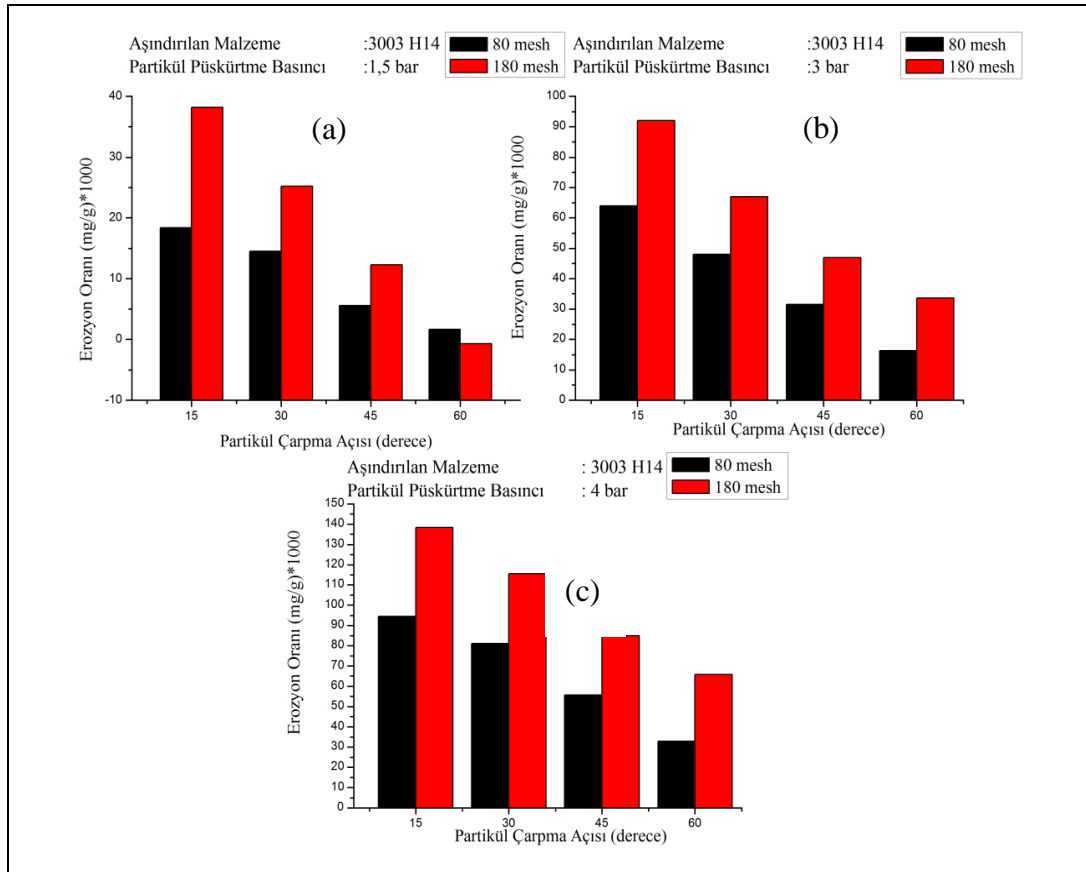 Aşındırılan Malzeme :3003 H14
Partikül Püskürtme Basıncı :1,5 bar
80 mesh
180 mesh
(a)
Erozyon Oranı (mg/g)*1000
40
30
20
10
0
-10
15 30 45 60
Partikül Çarpma Açısı (derece)
Aşındırılan Malzeme :3003 H14
Partikül Püskürtme Basıncı :3 bar
80 mesh
180 mesh
(b)
Erozyon Oranı (mg/g)*1000
100
90
80
70
60
50
40
30
20
10
0
15 30 45 60
Partikül Çarpma Açısı (derece)
Aşındırılan Malzeme : 3003 H14
Partikül Püskürtme Basıncı : 4 bar
80 mesh
180 mesh
(c)
Erozyon Oranı (mg/g)*1000
150
140
130
120
110
100
90
80
70
60
50
40
30
20
10
0
15 30 45 60
Partikül Çarpma Açısı (derece)